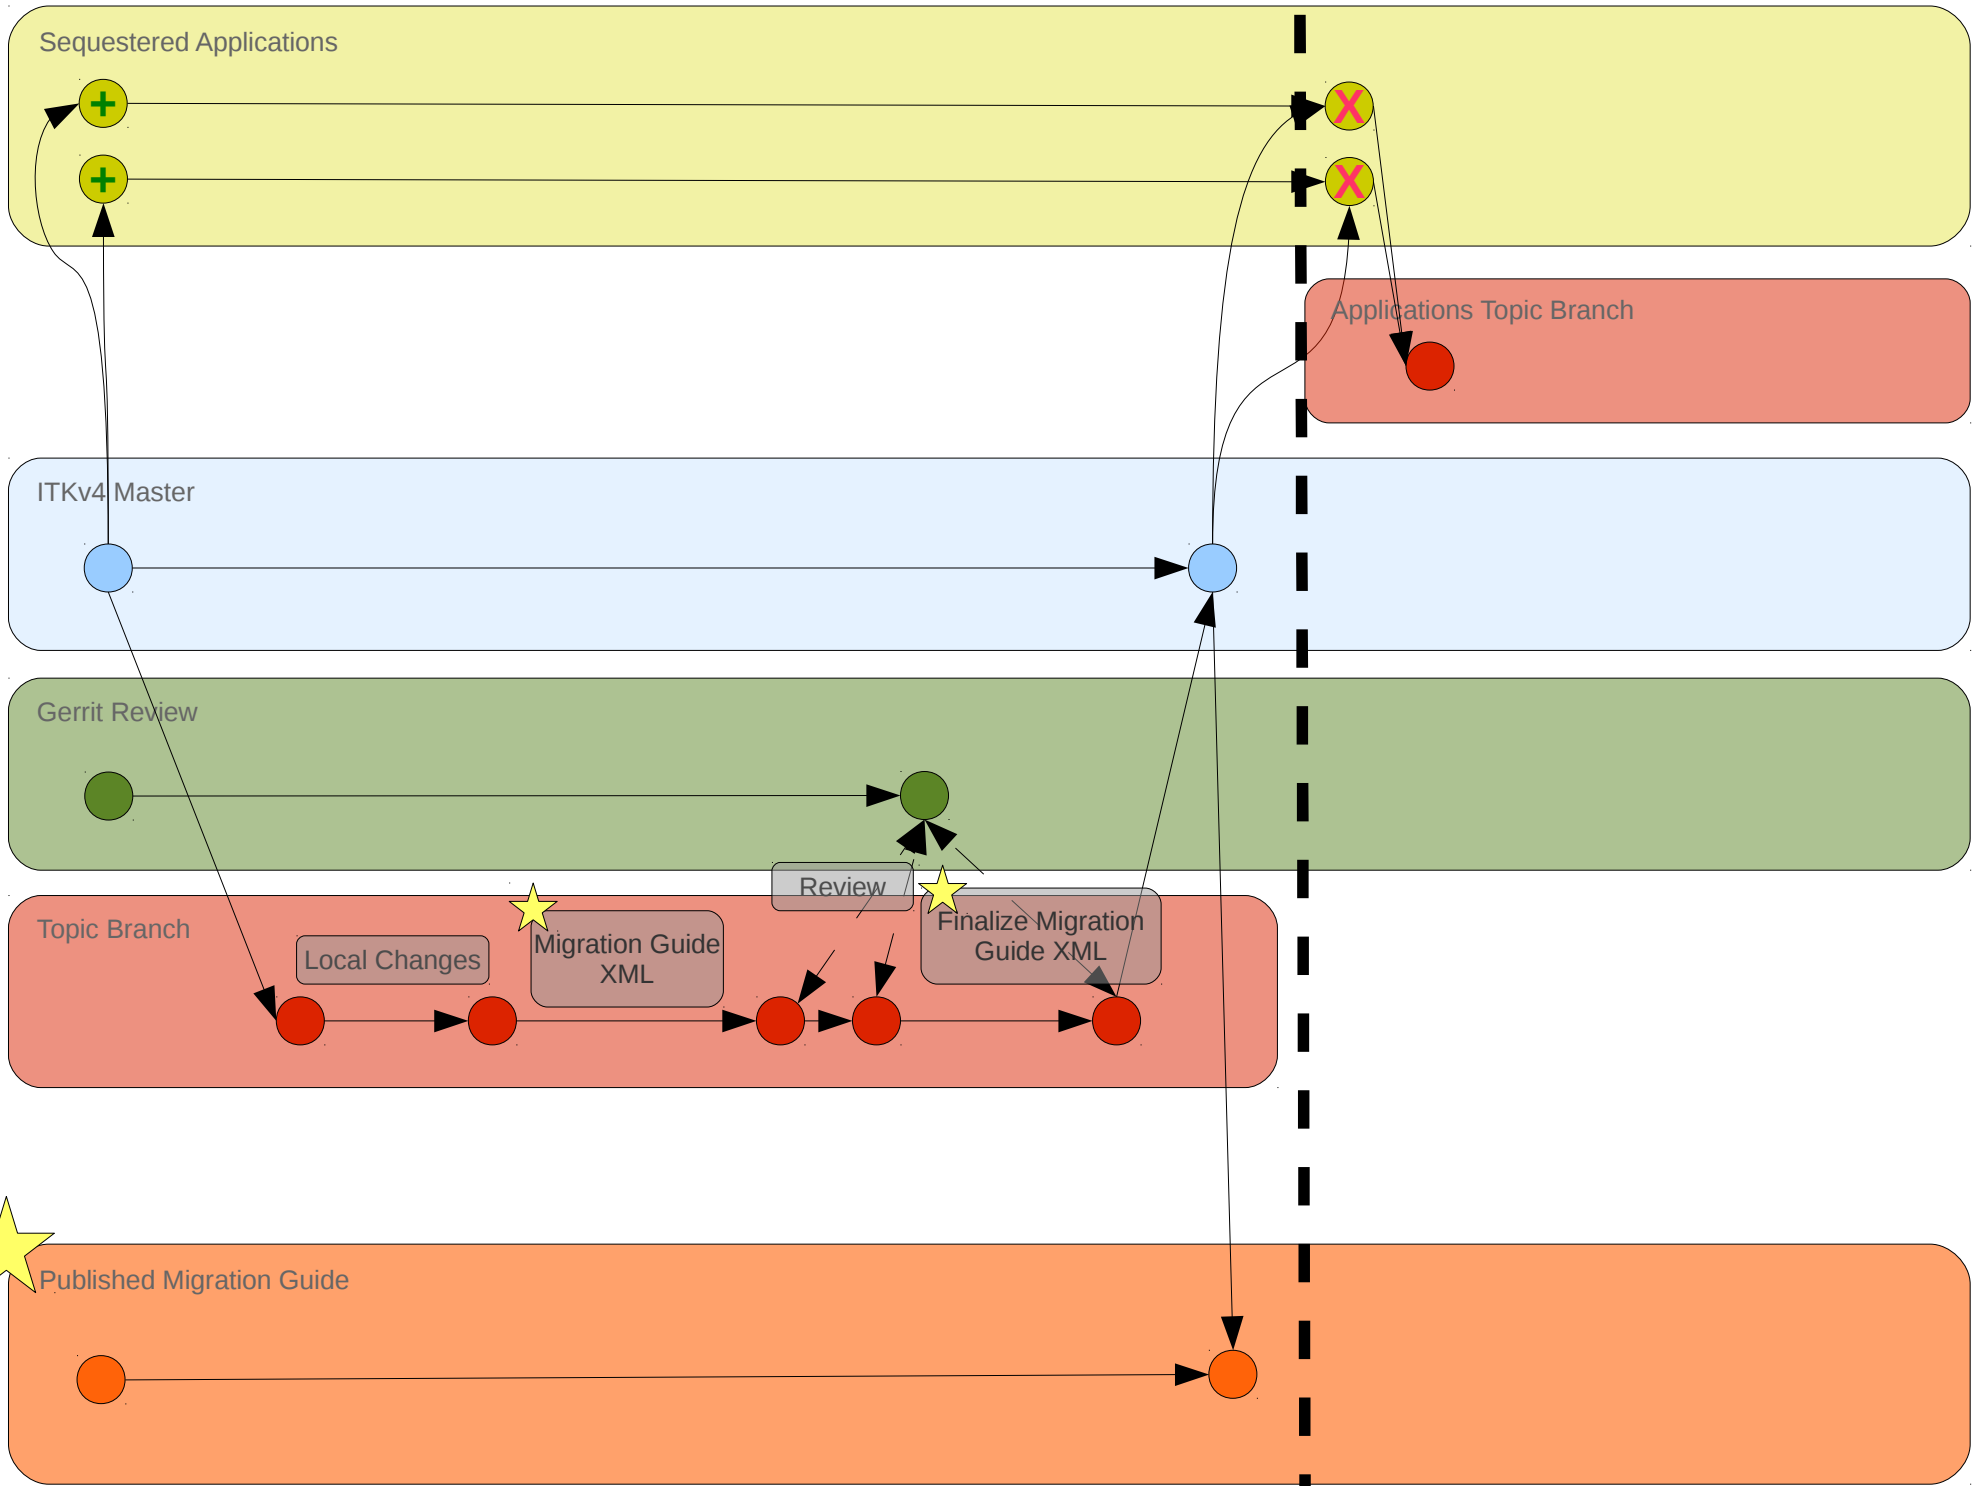 Sequestered Applications
+
X
+
X
Applications Topic Branch
ITKv4 Master
Gerrit Review
Review
Topic Branch
Local Changes
Migration Guide
XML
Finalize Migration
Guide XML
Published Migration Guide